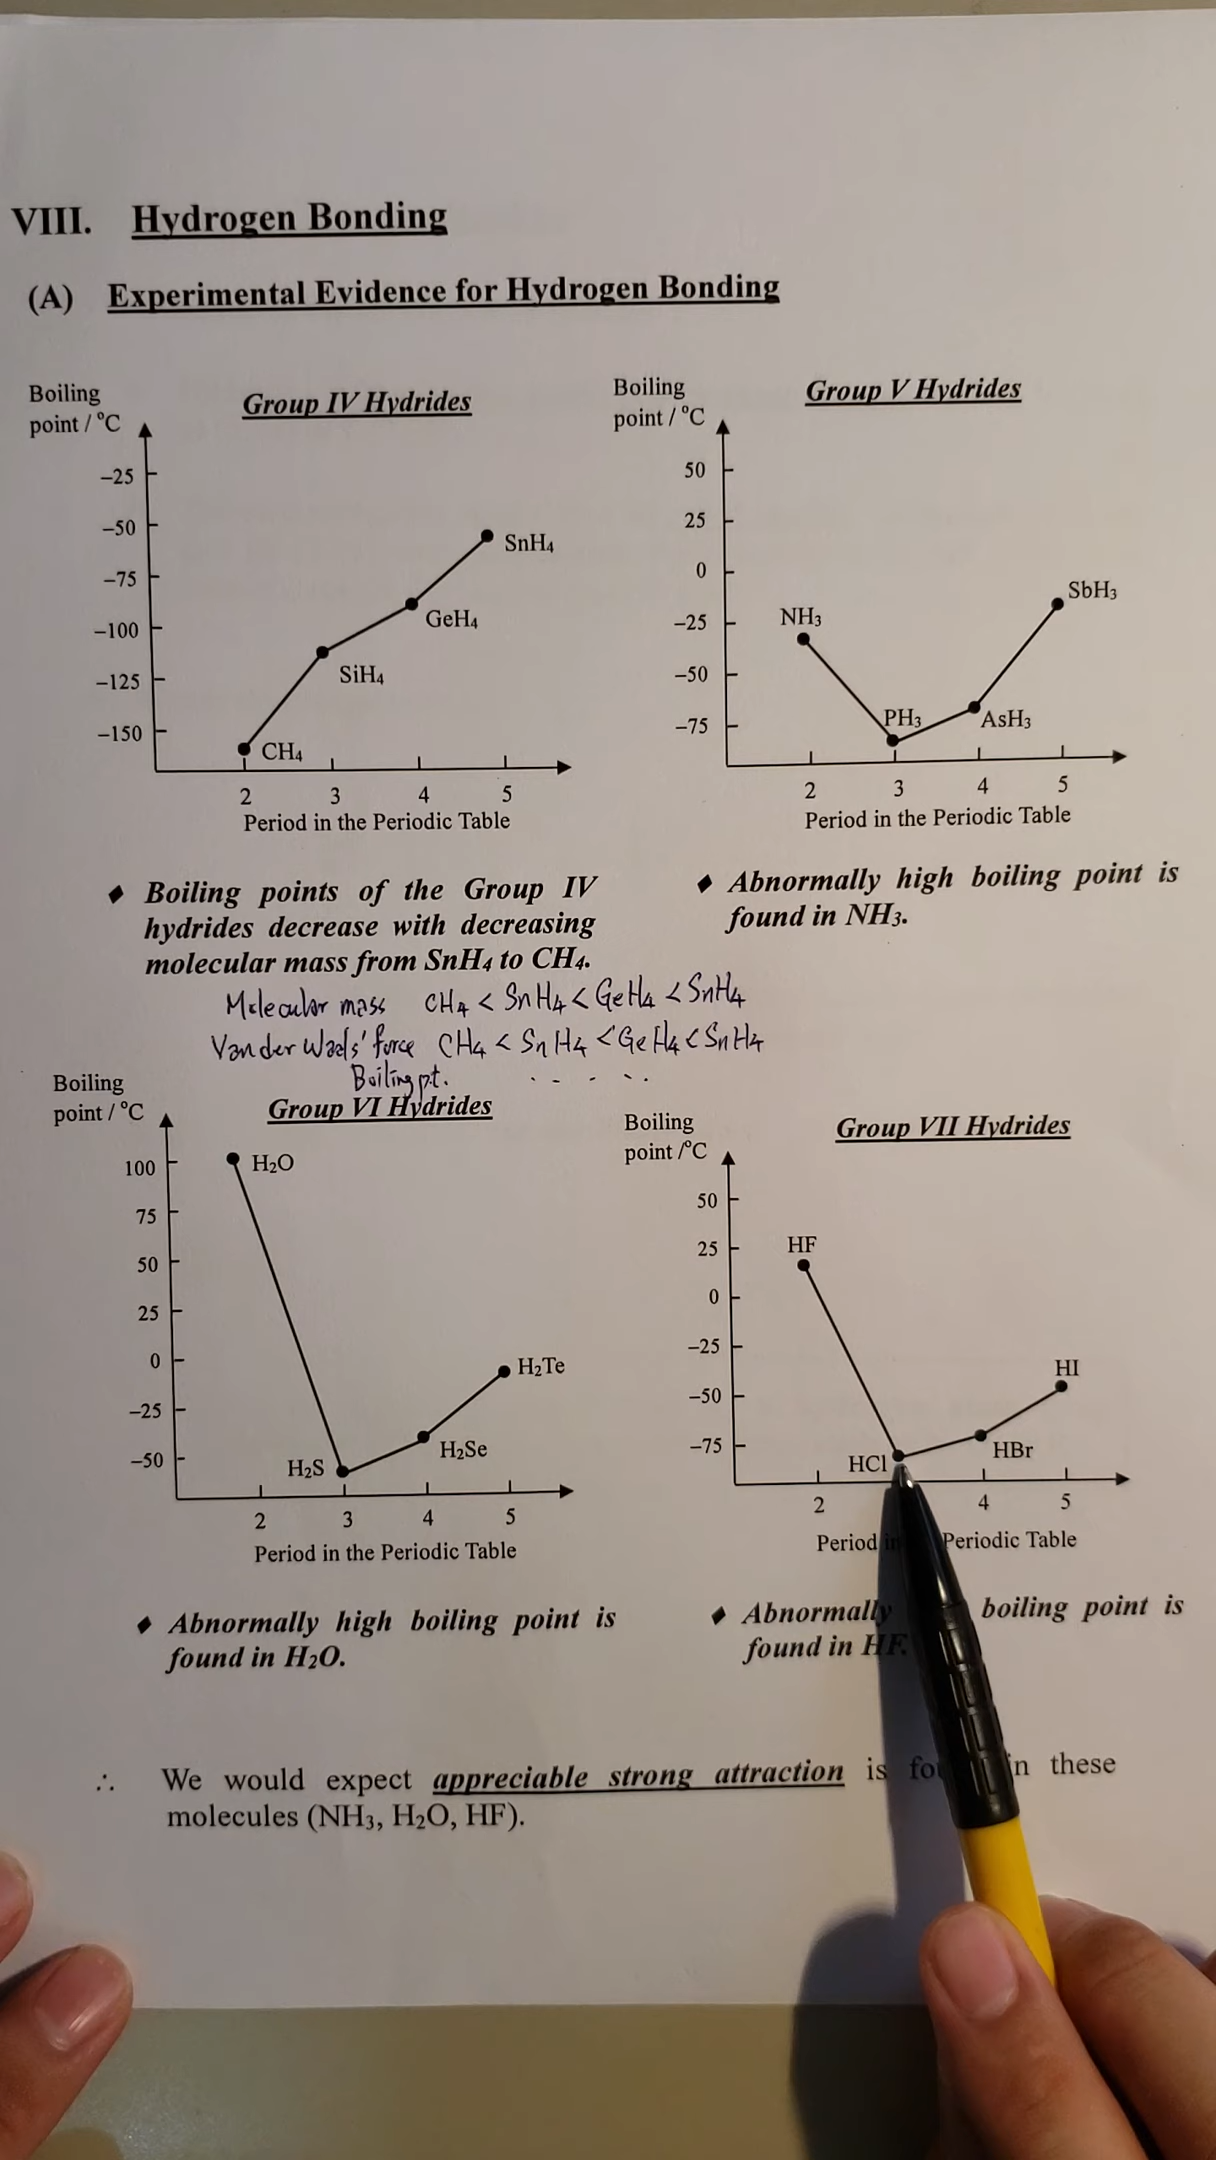 VIII. Hydrogen Bonding
(A) Experimental Evidence for Hydrogen Bonding
Boiling
point / °C
Group IV Hydrides
–25
–50
–75
–100
–125
–150
SnH₄
GeH₄
SiH₄
CH₄
2 3 4 5
Period in the Periodic Table
Boiling
point / °C
Group V Hydrides
50
25
0
–25
–50
–75
NH₃
SbH₃
PH₃
AsH₃
2 3 4 5
Period in the Periodic Table
♦ Boiling points of the Group IV
hydrides decrease with decreasing
molecular mass from SnH₄ to CH₄.
♦ Abnormally high boiling point is
found in NH₃.
Molecular mass CH₄ < SnH₄ < GeH₄ < SnH₄
Van der Waals' force CH₄ < SnH₄ < GeH₄ < SnH₄
Boiling pt.
Boiling
point / °C
Group VI Hydrides
100
75
50
25
0
–25
–50
H₂O
H₂Te
H₂Se
H₂S
2 3 4 5
Period in the Periodic Table
Boiling
point /°C
Group VII Hydrides
50
25
0
–25
–50
–75
HF
HI
HBr
HCl
2 4 5
Period in Periodic Table
♦ Abnormally high boiling point is
found in H₂O.
♦ Abnormally boiling point is
found in HF.
∴ We would expect appreciable strong attraction is in these
molecules (NH₃, H₂O, HF).